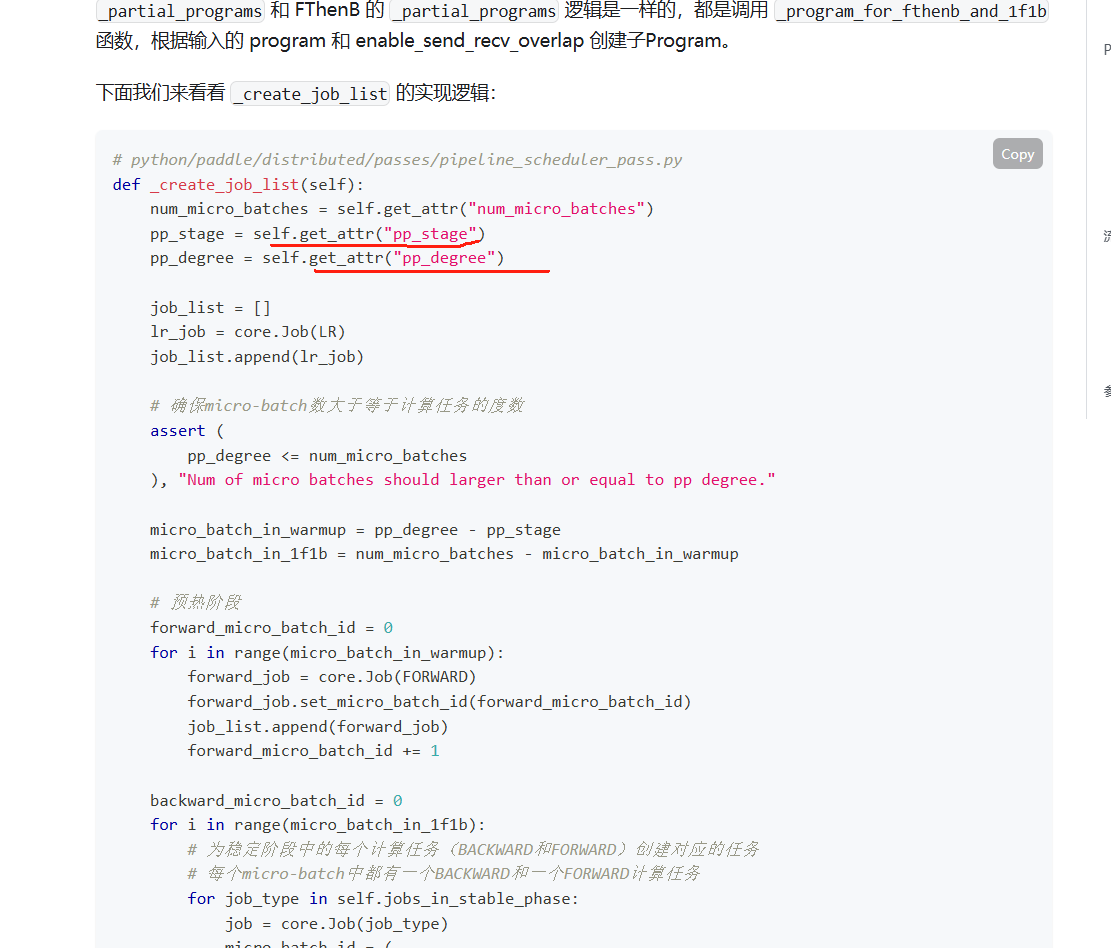 _partial_programs 和 FThenB 的 _partial_programs 逻辑是一样的，都是调用 _program_for_fthenb_and_1f1b
函数，根据输入的 program 和 enable_send_recv_overlap 创建子Program。
下面我们来看看 _create_job_list 的实现逻辑：
Copy
# python/paddle/distributed/passes/pipeline_scheduler_pass.py
def _create_job_list(self):
    num_micro_batches = self.get_attr("num_micro_batches")
    pp_stage = self.get_attr("pp_stage")
    pp_degree = self.get_attr("pp_degree")
    job_list = []
    lr_job = core.Job(LR)
    job_list.append(lr_job)
    # 确保micro-batch数大于等于计算任务的度数
    assert (
        pp_degree <= num_micro_batches
    ), "Num of micro batches should larger than or equal to pp degree."
    micro_batch_in_warmup = pp_degree - pp_stage
    micro_batch_in_1f1b = num_micro_batches - micro_batch_in_warmup
    # 预热阶段
    forward_micro_batch_id = 0
    for i in range(micro_batch_in_warmup):
        forward_job = core.Job(FORWARD)
        forward_job.set_micro_batch_id(forward_micro_batch_id)
        job_list.append(forward_job)
        forward_micro_batch_id += 1
    backward_micro_batch_id = 0
    for i in range(micro_batch_in_1f1b):
        # 为稳定阶段中的每个计算任务（BACKWARD和FORWARD）创建对应的任务
        # 每个micro-batch中都有一个BACKWARD和一个FORWARD计算任务
        for job_type in self.jobs_in_stable_phase:
            job = core.Job(job_type)
            micro_batch_id = (